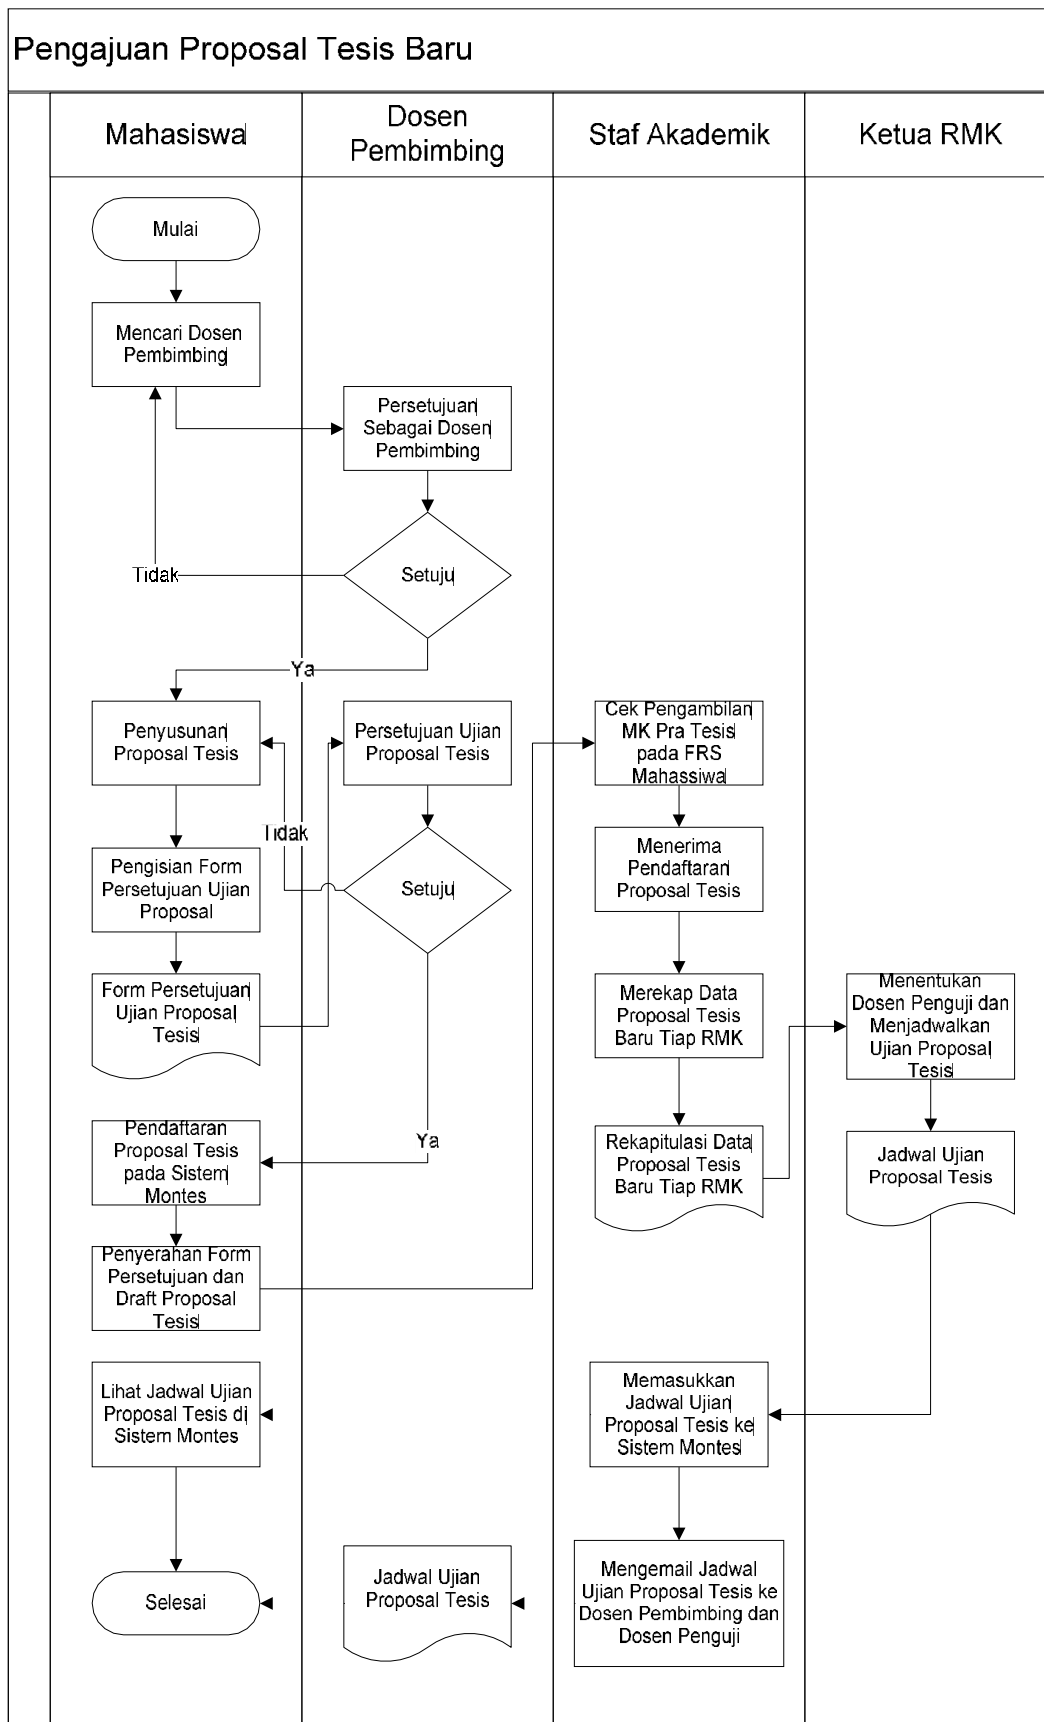 Pengajuan Proposal Tesis Baru
Mahasiswa
Dosen
Pembimbing
Staf Akademik
Ketua RMK
Mulai
Mencari Dosen
Pembimbing
Persetujuan
Sebagai Dosen
Pembimbing
Setuju
Tidak
Ya
Penyusunan
Proposal Tesis
Persetujuan Ujian
Proposal Tesis
Cek Pengambilan
MK Pra Tesis
pada FRS
Mahassiwa
Tidak
Setuju
Pengisian Form
Persetujuan Ujian
Proposal
Menerima
Pendaftaran
Proposal Tesis
Form Persetujuan
Ujian Proposal
Tesis
Merekap Data
Proposal Tesis
Baru Tiap RMK
Menentukan
Dosen Penguji dan
Menjadwalkan
Ujian Proposal
Tesis
Ya
Pendaftaran
Proposal Tesis
pada Sistem
Montes
Rekapitulasi Data
Proposal Tesis
Baru Tiap RMK
Jadwal Ujian
Proposal Tesis
Penyerahan Form
Persetujuan dan
Draft Proposal
Tesis
Lihat Jadwal Ujian
Proposal Tesis di
Sistem Montes
Memasukkan
Jadwal Ujian
Proposal Tesis ke
Sistem Montes
Selesai
Jadwal Ujian
Proposal Tesis
Mengemail Jadwal
Ujian Proposal Tesis ke
Dosen Pembimbing dan
Dosen Penguji